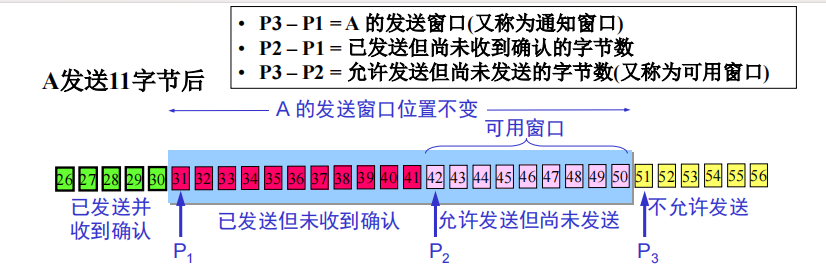 • P3 – P1 = A 的发送窗口(又称为通知窗口)
• P2 – P1 = 已发送但尚未收到确认的字节数
• P3 – P2 = 允许发送但尚未发送的字节数(又称为可用窗口)
A发送11字节后
A 的发送窗口位置不变
可用窗口
26 27 28 29 30 31 32 33 34 35 36 37 38 39 40 41 42 43 44 45 46 47 48 49 50 51 52 53 54 55 56
已发送并
收到确认
已发送但未收到确认
允许发送但尚未发送
不允许发送
P1
P2
P3